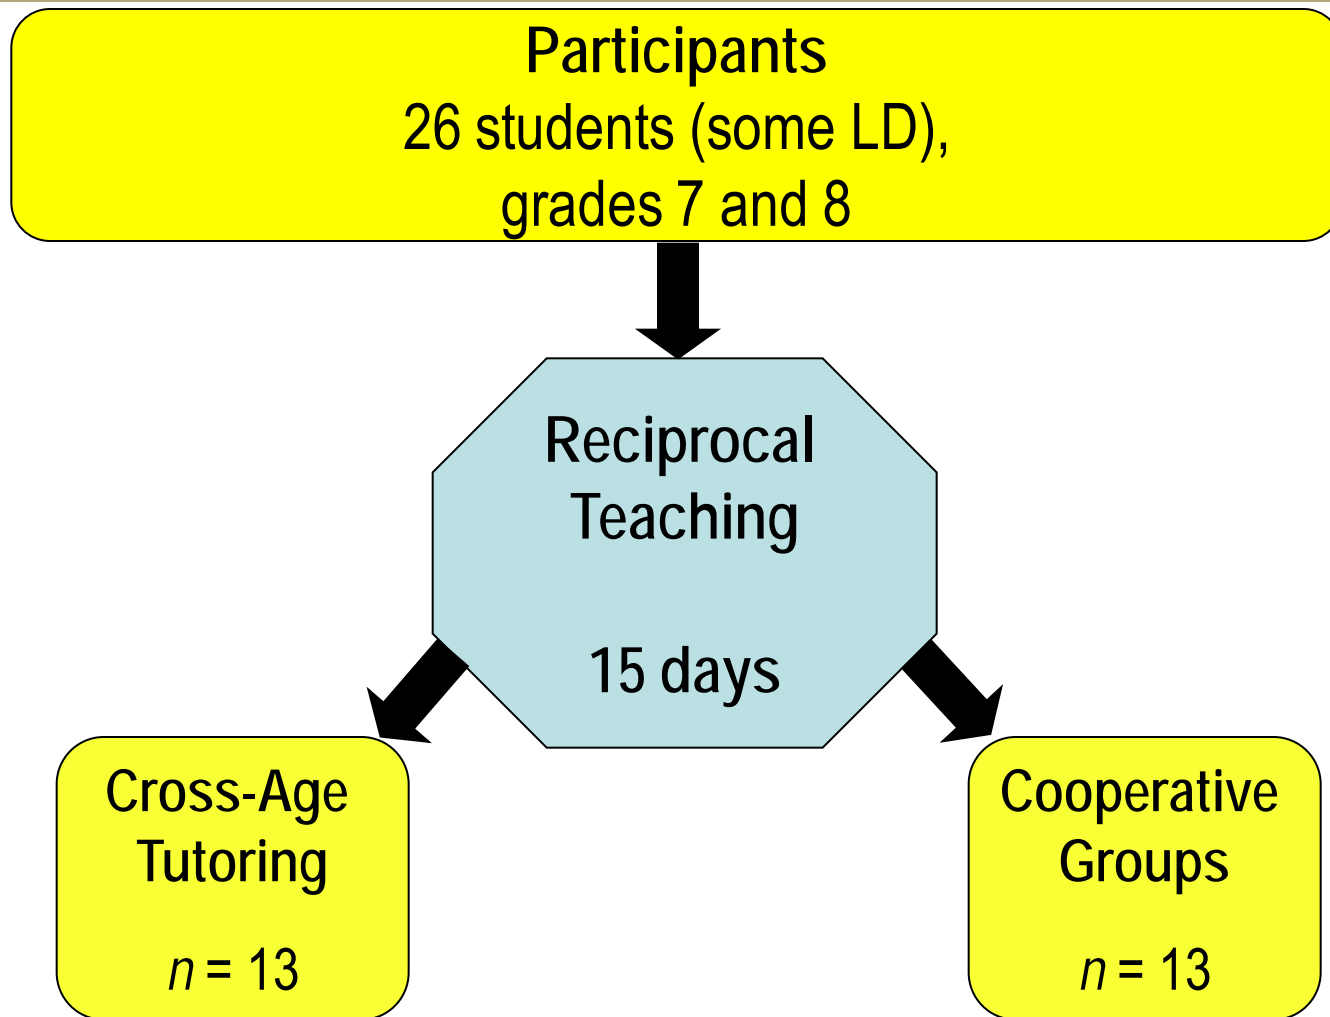 Participants
26 students (some LD),
grades 7 and 8
Reciprocal
Teaching
15 days
Cross-Age
Tutoring
n = 13
Cooperative
Groups
n = 13